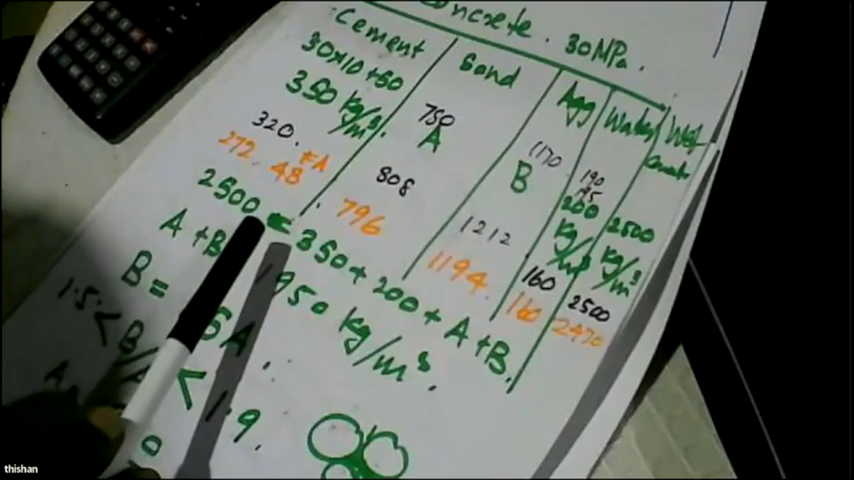 Concrete. 30MPa.
Cement Sand Agg Water Wet
30x10+50
350 kg/m³. 750 A 1170 B 190 200 kg/m³ 2500 kg/m³
320. 808 1212 160 2500
272. 48 FA 796 1194. 160 2470
2500 = 350 + 200 + A + B.
A + B 1950 kg/m³.
B = 5A
1.5 < B/A < 1.9.
A
thishan